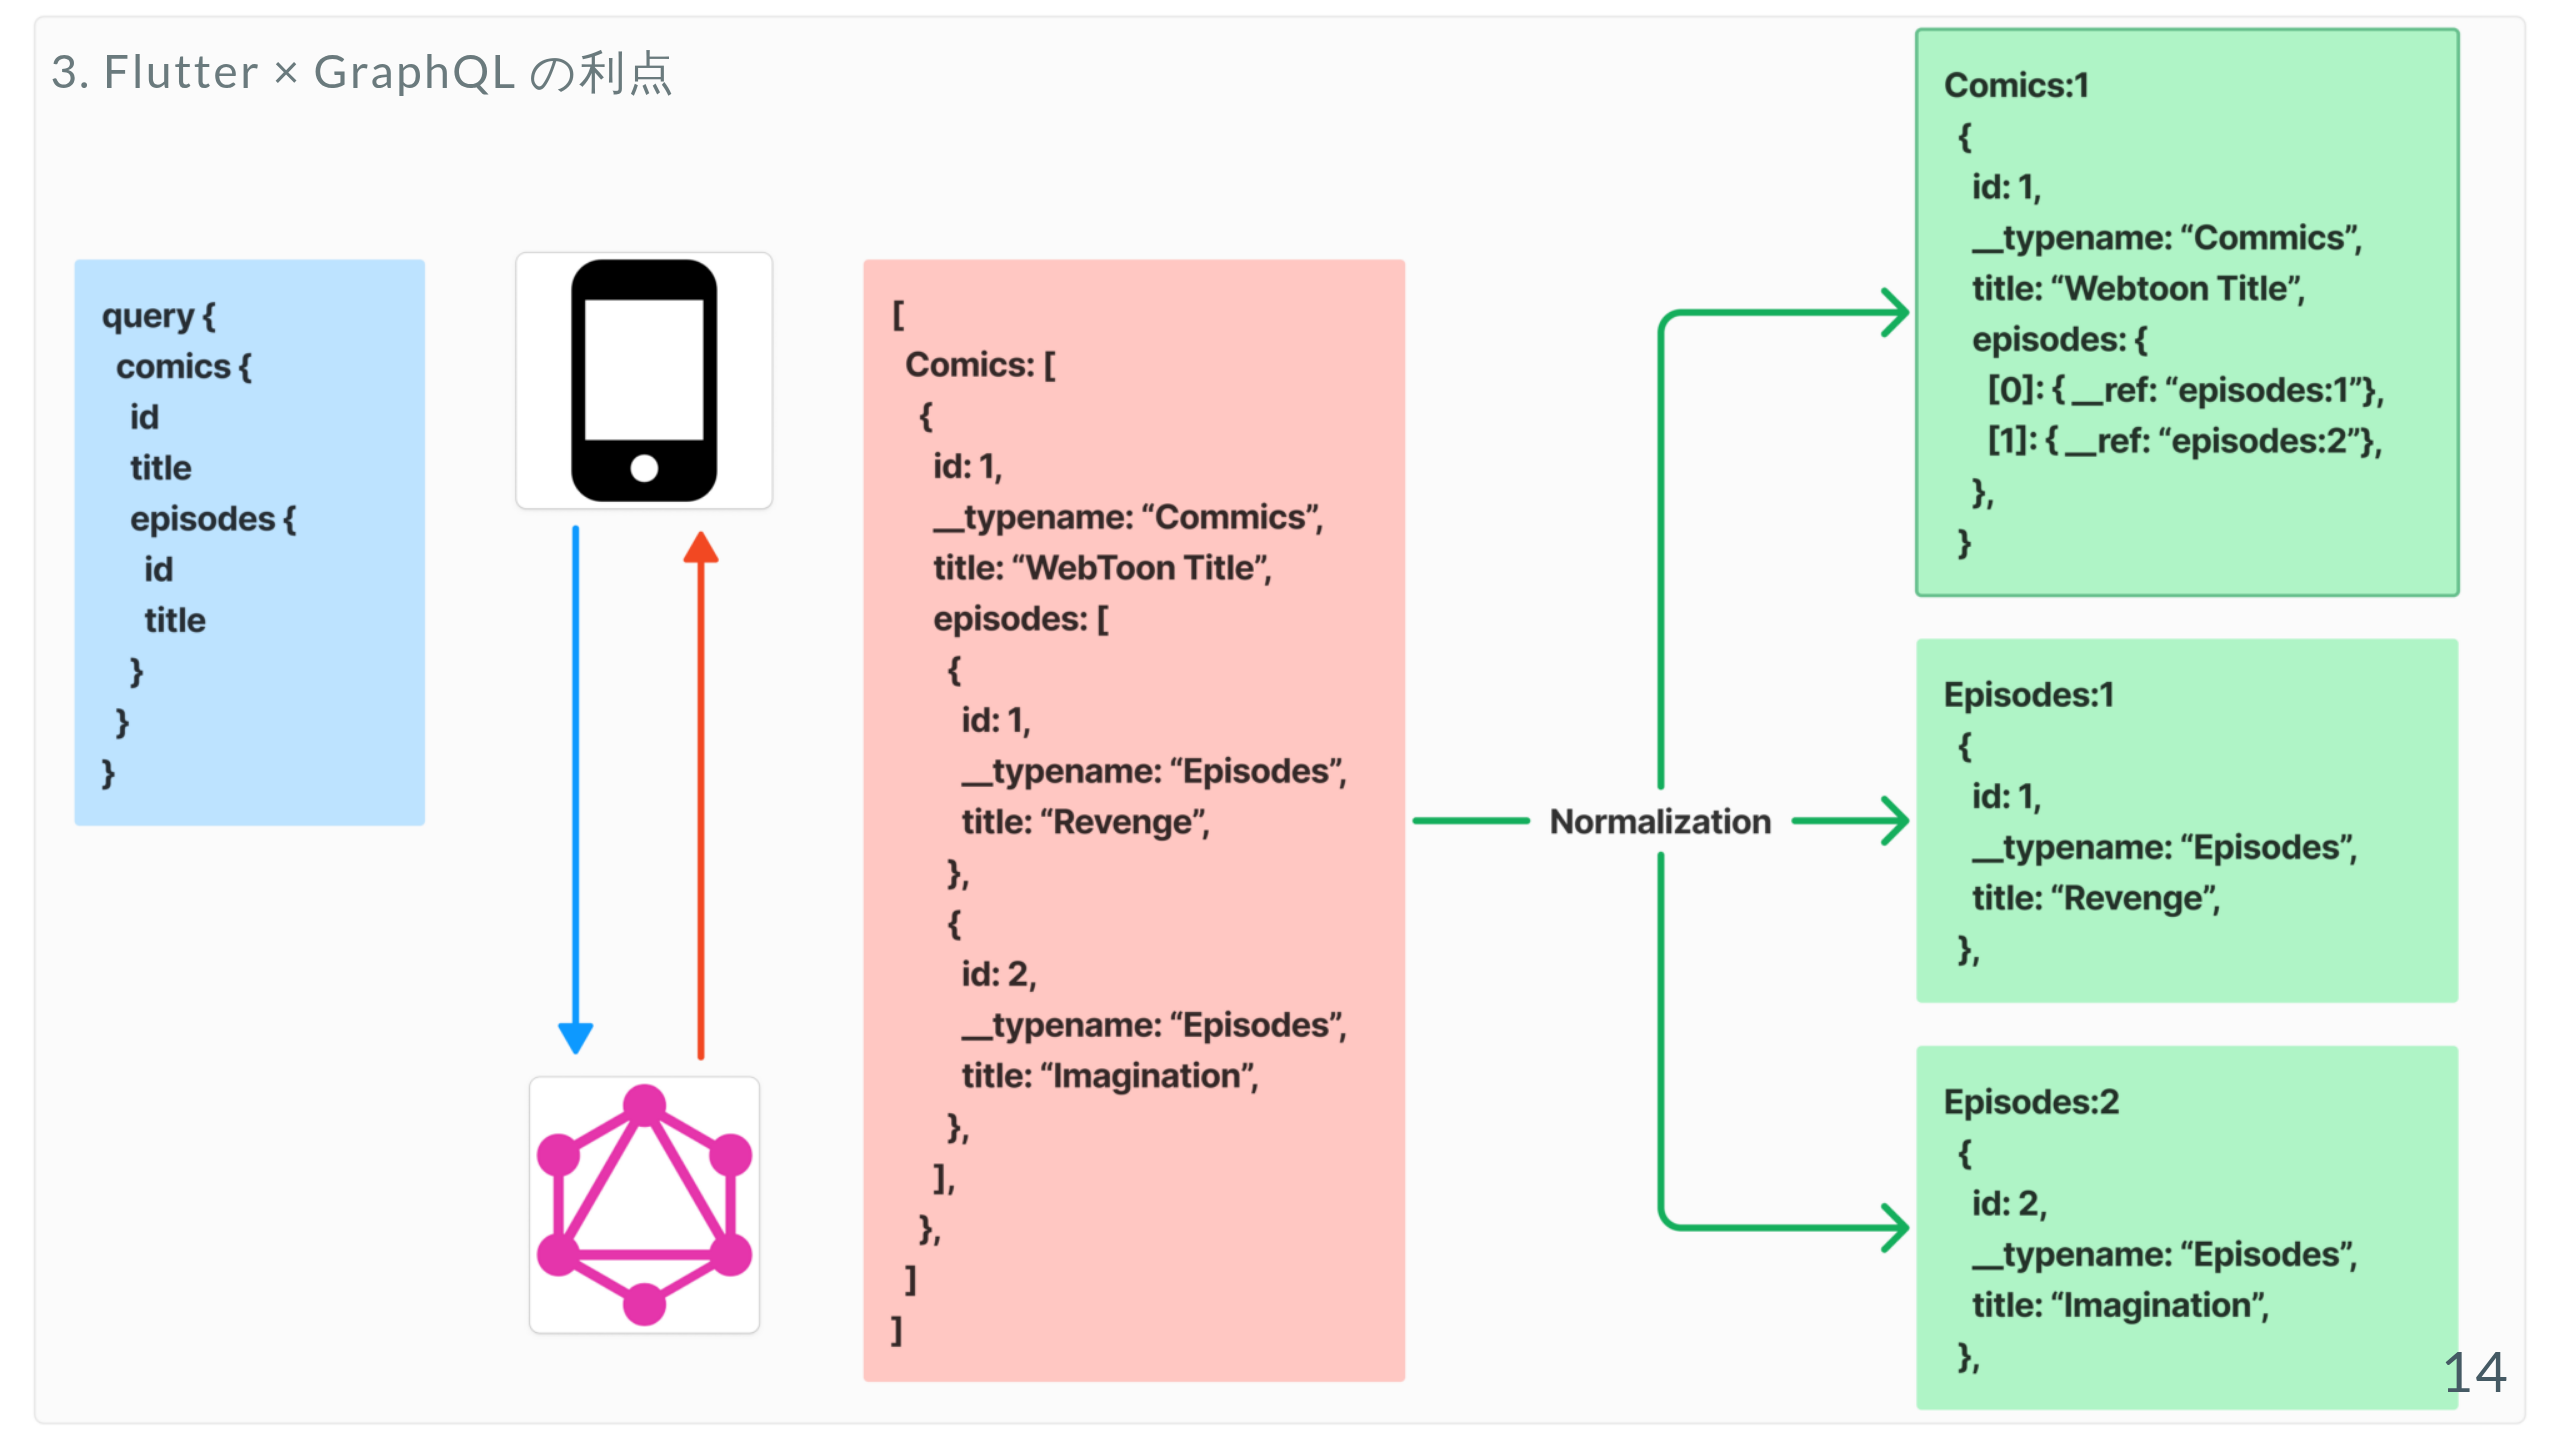 3. Flutter × GraphQL の利点
query {
comics {
id
title
episodes {
id
title
}
}
}
[
Comics: [
{
id: 1,
__typename: “Commics”,
title: “WebToon Title”,
episodes: [
{
id: 1,
__typename: “Episodes”,
title: “Revenge”,
},
{
id: 2,
__typename: “Episodes”,
title: “Imagination”,
},
],
},
]
]
Normalization
Comics:1
{
id: 1,
__typename: “Commics”,
title: “Webtoon Title”,
episodes: {
[0]: { __ref: “episodes:1”},
[1]: { __ref: “episodes:2”},
},
}
Episodes:1
{
id: 1,
__typename: “Episodes”,
title: “Revenge”,
},
Episodes:2
{
id: 2,
__typename: “Episodes”,
title: “Imagination”,
},
14